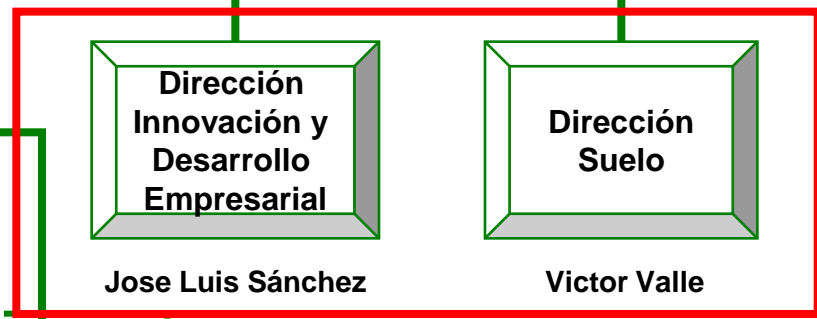 Dirección
Innovación y
Desarrollo
Empresarial
Jose Luis Sánchez
Dirección
Suelo
Victor Valle